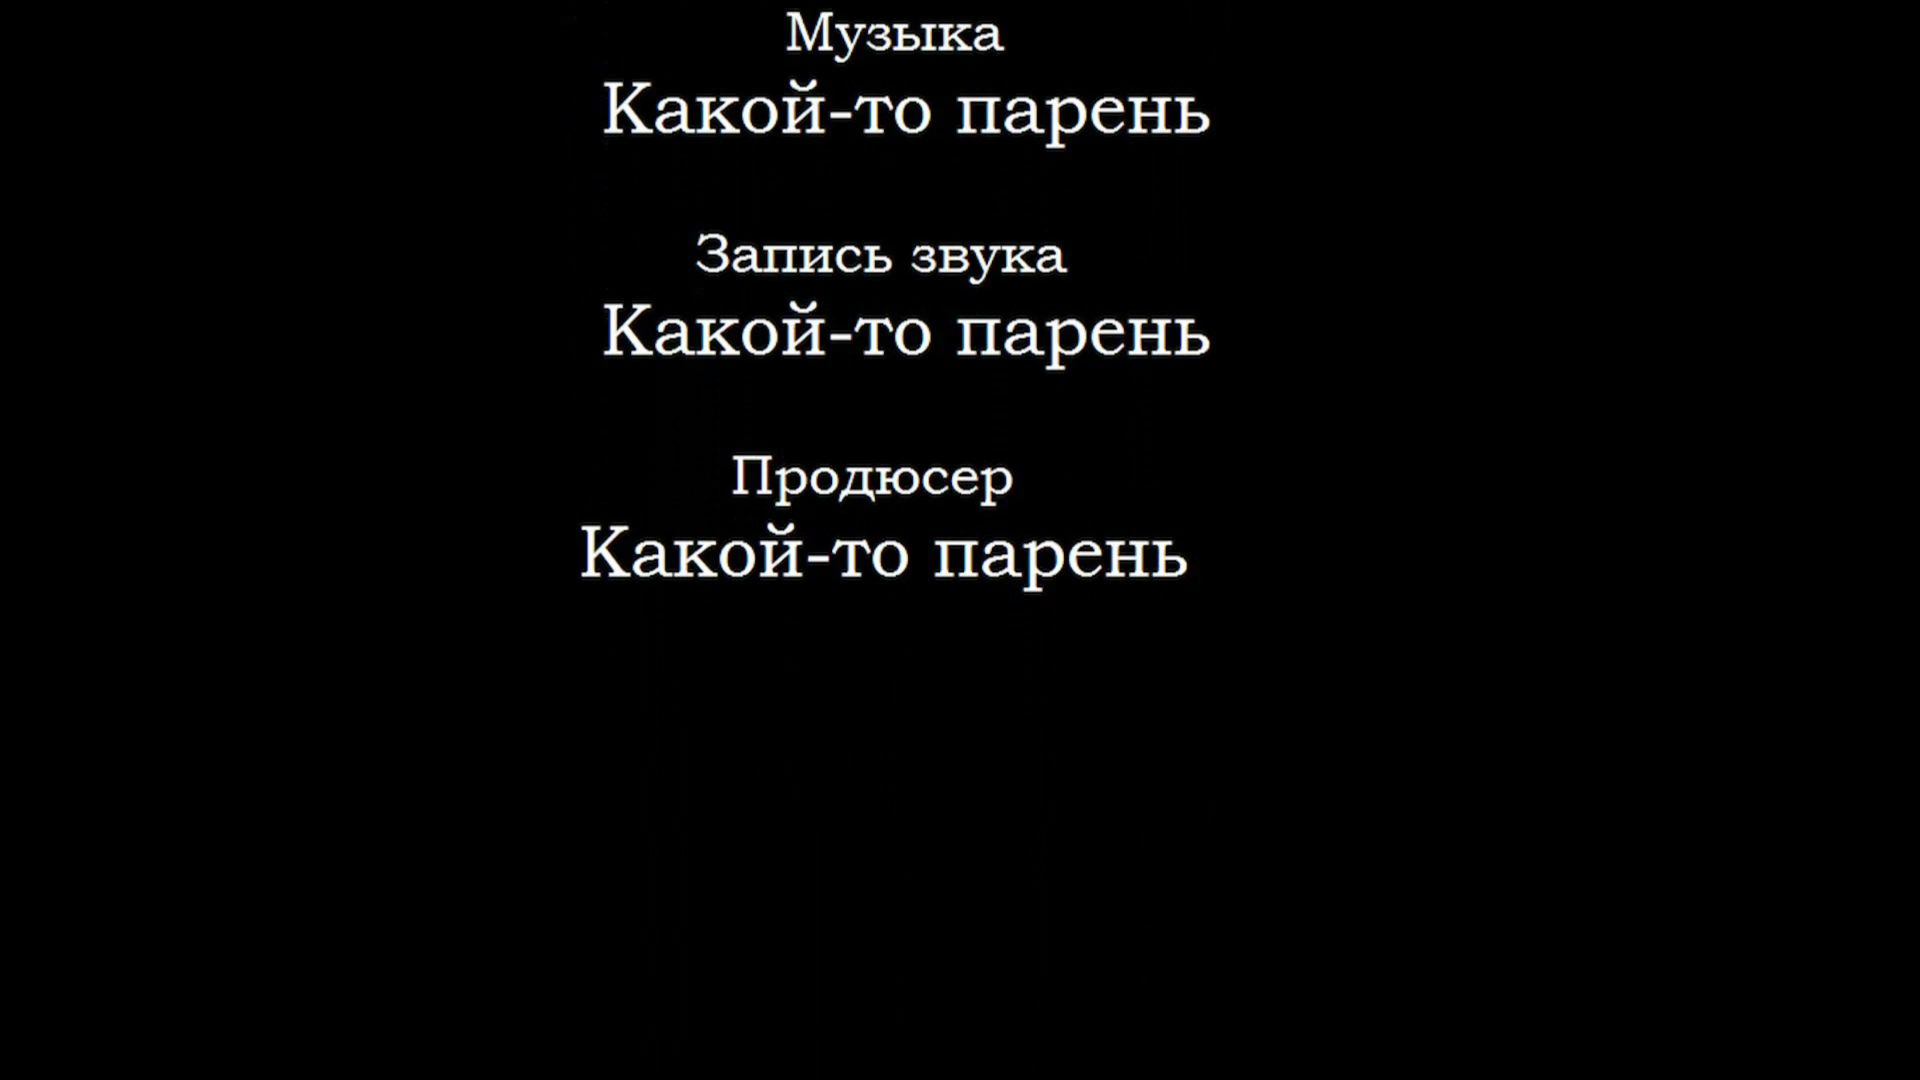 Музыка
Какой-то парень
Запись звука
Какой-то парень
Продюсер
Какой-то парень